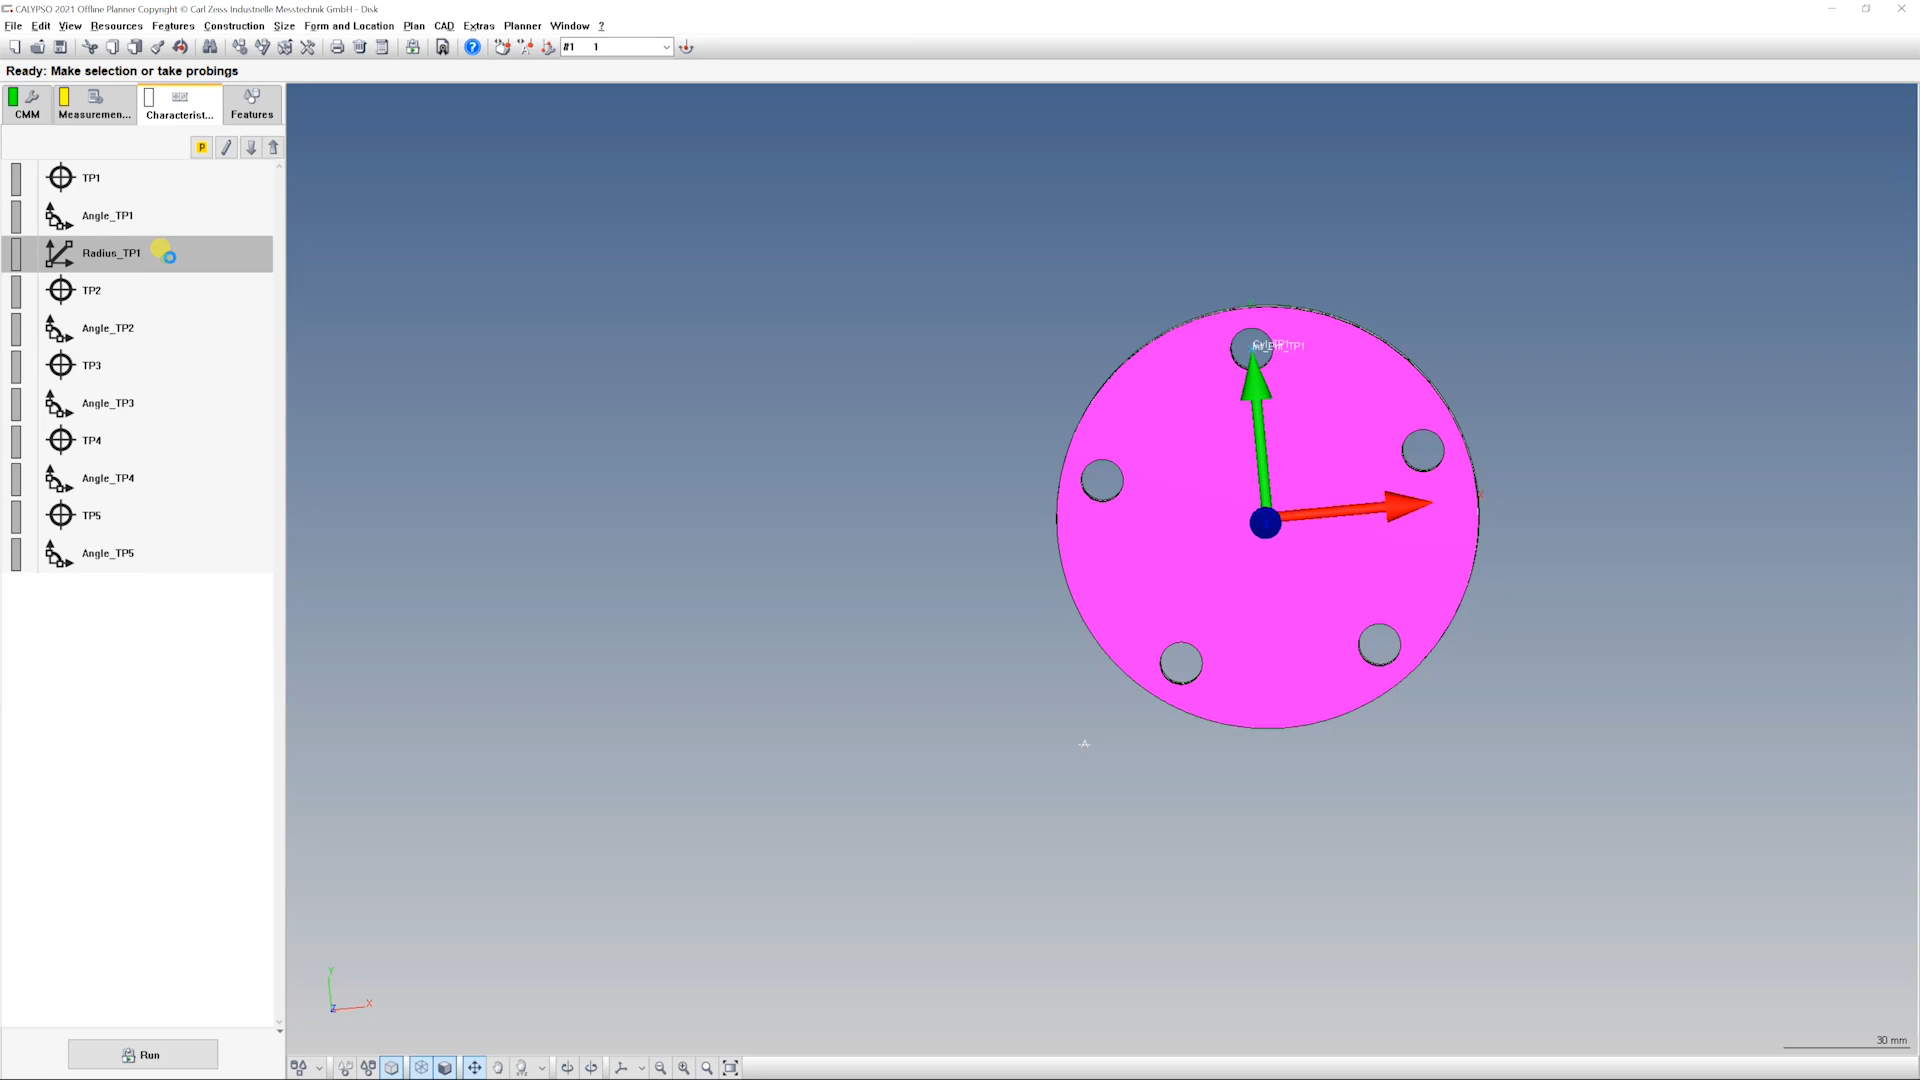 CALYPSO 2021 Offline Planner Copyright © Carl Zeiss Industrielle Messtechnik GmbH - Disk
File Edit View Resources Features Construction Size Form and Location Plan CAD Extras Planner Window ?
#1 1
Ready: Make selection or take probings
CMM Measuremen... Characterist... Features
P
TP1
Angle_TP1
Radius_TP1
TP2
Angle_TP2
TP3
Angle_TP3
TP4
Angle_TP4
TP5
Angle_TP5
Y
X
Z
30 mm
Run